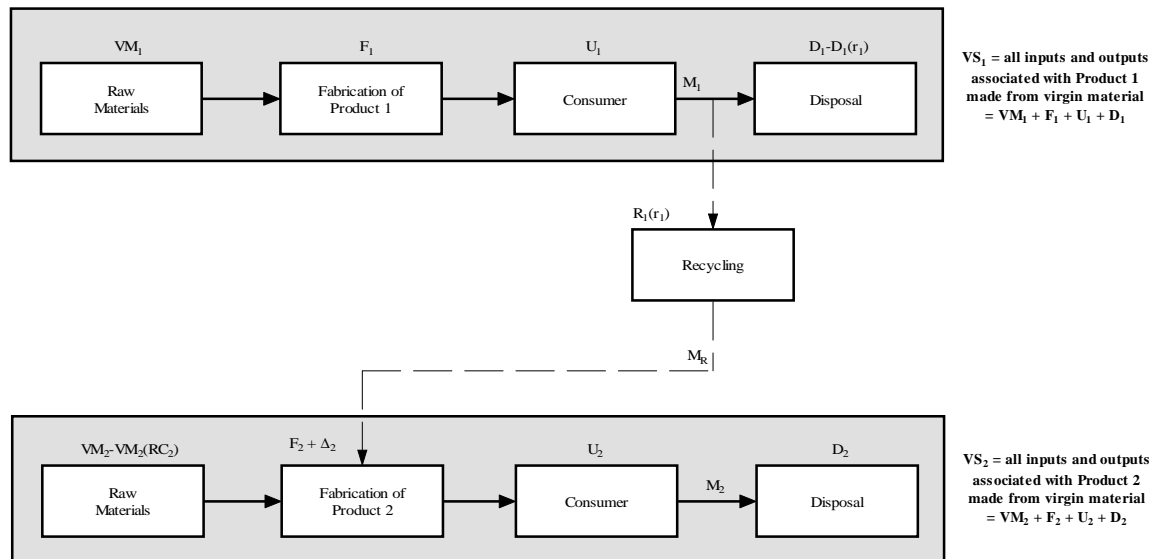 VM₁
F₁
U₁
D₁-D₁(r₁)
Raw
Materials
Fabrication of
Product 1
Consumer
M₁
Disposal
VS₁ = all inputs and outputs
associated with Product 1
made from virgin material
= VM₁ + F₁ + U₁ + D₁
R₁(r₁)
Recycling
M_R
VM₂-VM₂(RC₂)
F₂ + Δ₂
U₂
D₂
Raw
Materials
Fabrication of
Product 2
Consumer
M₂
Disposal
VS₂ = all inputs and outputs
associated with Product 2
made from virgin material
= VM₂ + F₂ + U₂ + D₂